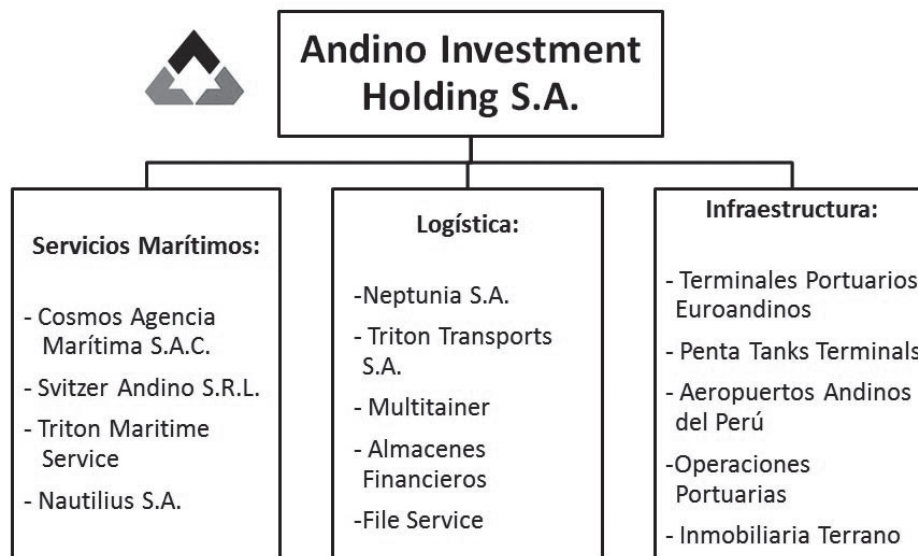 Andino Investment
Holding S.A.
Servicios Marítimos:
- Cosmos Agencia
Marítima S.A.C.
- Svitzer Andino S.R.L.
- Triton Maritime
Service
- Nautilius S.A.
Logística:
-Neptunia S.A.
- Triton Transports
S.A.
- Multitainer
- Almacenes
Financieros
-File Service
Infraestructura:
- Terminales Portuarios
Euroandinos
- Penta Tanks Terminals
- Aeropuertos Andinos
del Perú
-Operaciones
Portuarias
- Inmobiliaria Terrano